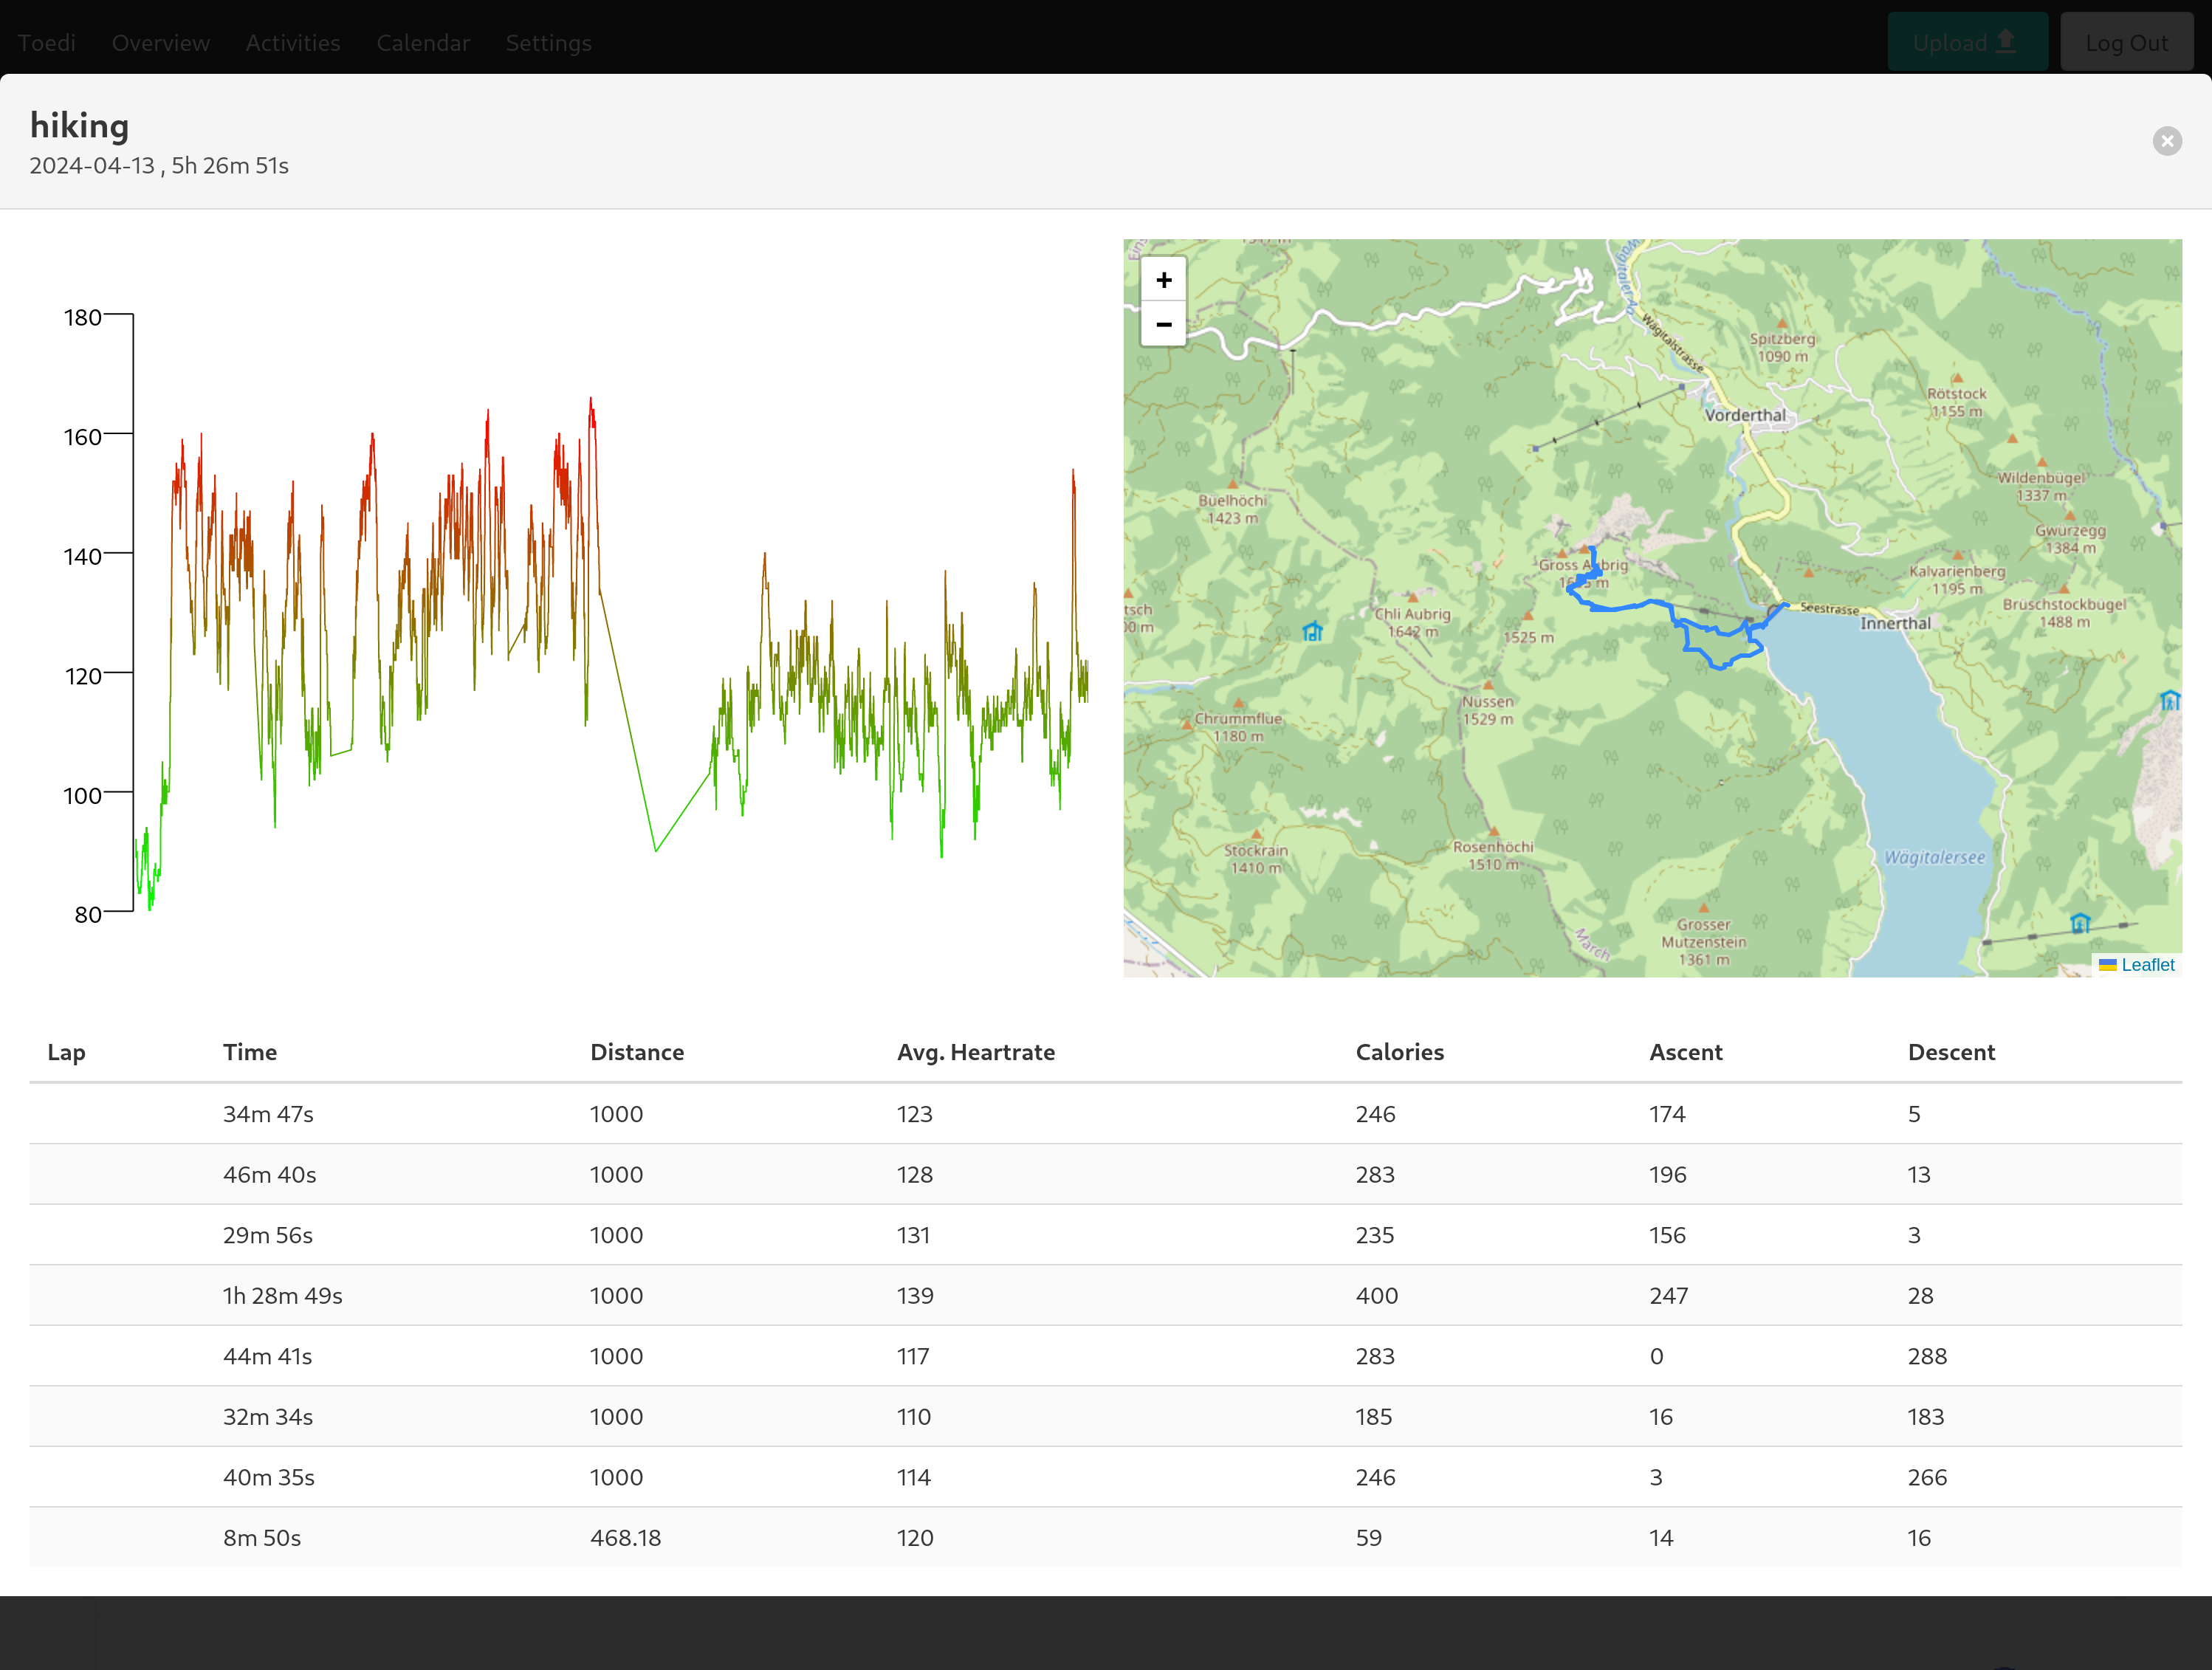 Toedi Overview Activities Calendar Settings Upload Log Out
hiking
2024-04-13 , 5h 26m 51s
180
160
140
120
100
80
+
−
Wägitaler Aa
Wägitalstrasse
Spitzberg
1090 m
Vorderthal
Rötstock
1155 m
Wildenbügel
1337 m
Gwürzegg
1384 m
Buelhöchi
1423 m
Gross Aubrig
Kalvarienberg
1195 m
Bruschstockbügel
1488 m
Chli Aubrig
1642 m
1525 m
Seestrasse
Innerthal
Nussen
1529 m
Chrummflue
1180 m
Stockrain
1410 m
Rosenhöchi
1510 m
Wägitalersee
Grosser
Mutzenstein
1361 m
March
Leaflet
Lap Time Distance Avg. Heartrate Calories Ascent Descent
34m 47s 1000 123 246 174 5
46m 40s 1000 128 283 196 13
29m 56s 1000 131 235 156 3
1h 28m 49s 1000 139 400 247 28
44m 41s 1000 117 283 0 288
32m 34s 1000 110 185 16 183
40m 35s 1000 114 246 3 266
8m 50s 468.18 120 59 14 16